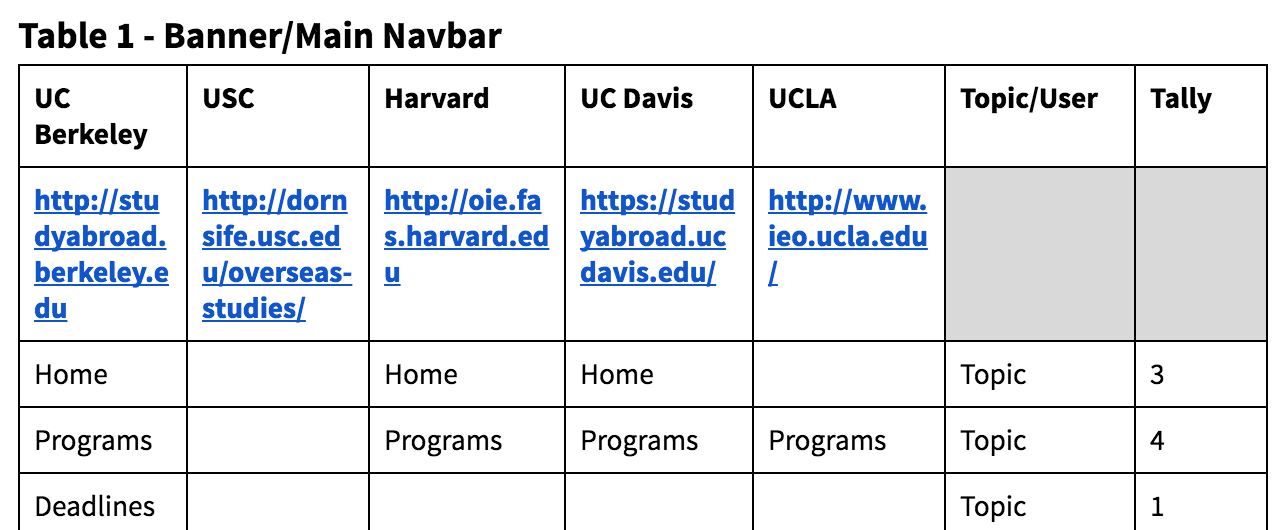 Table 1 - Banner/Main Navbar
UC Berkeley USC Harvard UC Davis UCLA Topic/User Tally
http://studyabroad.berkeley.edu http://dornsife.usc.edu/overseas-studies/ http://oie.fas.harvard.edu https://studyabroad.ucdavis.edu/ http://www.ieo.ucla.edu/
Home Home Home Topic 3
Programs Programs Programs Programs Topic 4
Deadlines Topic 1